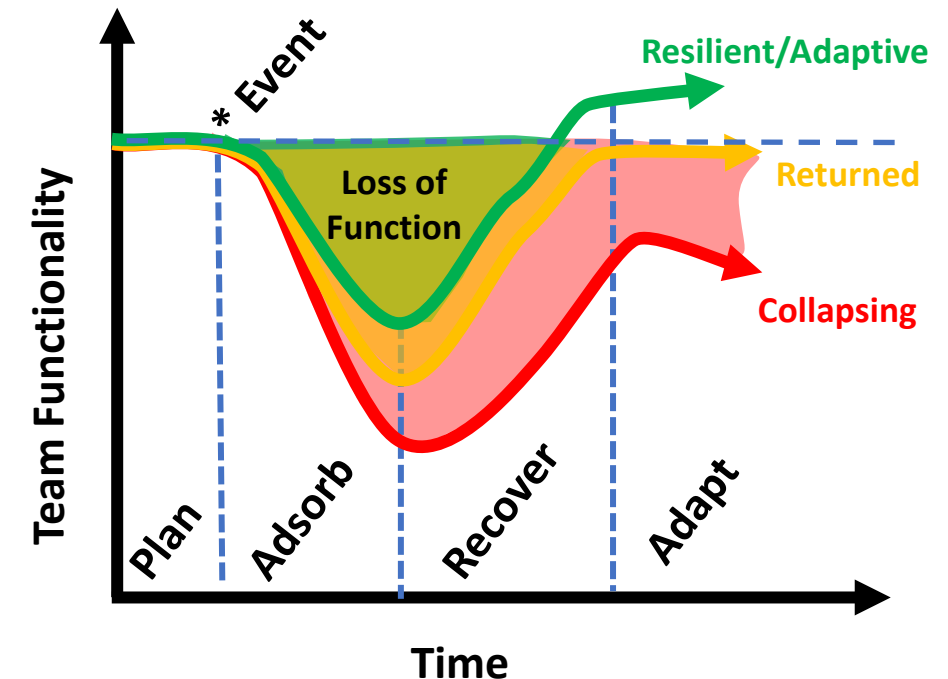 * Event
Resilient/Adaptive
Loss of
Function
Returned
Collapsing
Team Functionality
Plan
Adsorb
Recover
Adapt
Time